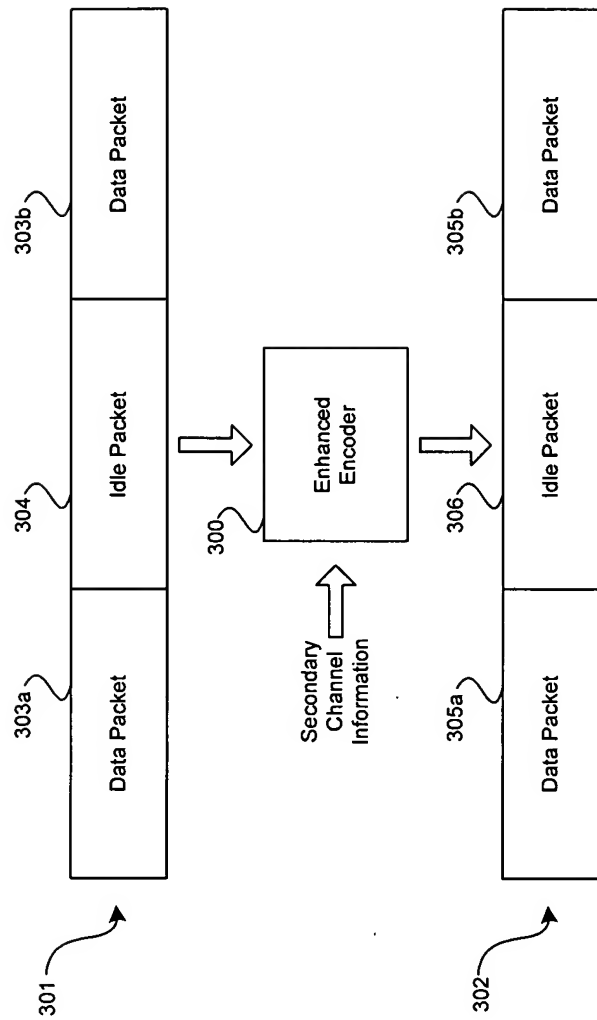 301
303a
304
303b
Data Packet
Idle Packet
Data Packet
300
Secondary
Channel
Information
Enhanced
Encoder
302
305a
306
305b
Data Packet
Idle Packet
Data Packet